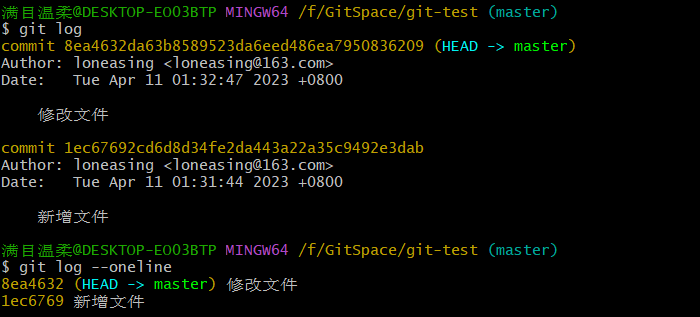 满目温柔@DESKTOP-EO03BTP MINGW64 /f/GitSpace/git-test (master)
$ git log
commit 8ea4632da63b8589523da6eed486ea7950836209 (HEAD -> master)
Author: loneasing <loneasing@163.com>
Date:   Tue Apr 11 01:32:47 2023 +0800
修改文件
commit 1ec67692cd6d8d34fe2da443a22a35c9492e3dab
Author: loneasing <loneasing@163.com>
Date:   Tue Apr 11 01:31:44 2023 +0800
新增文件
满目温柔@DESKTOP-EO03BTP MINGW64 /f/GitSpace/git-test (master)
$ git log --oneline
8ea4632 (HEAD -> master) 修改文件
1ec6769 新增文件